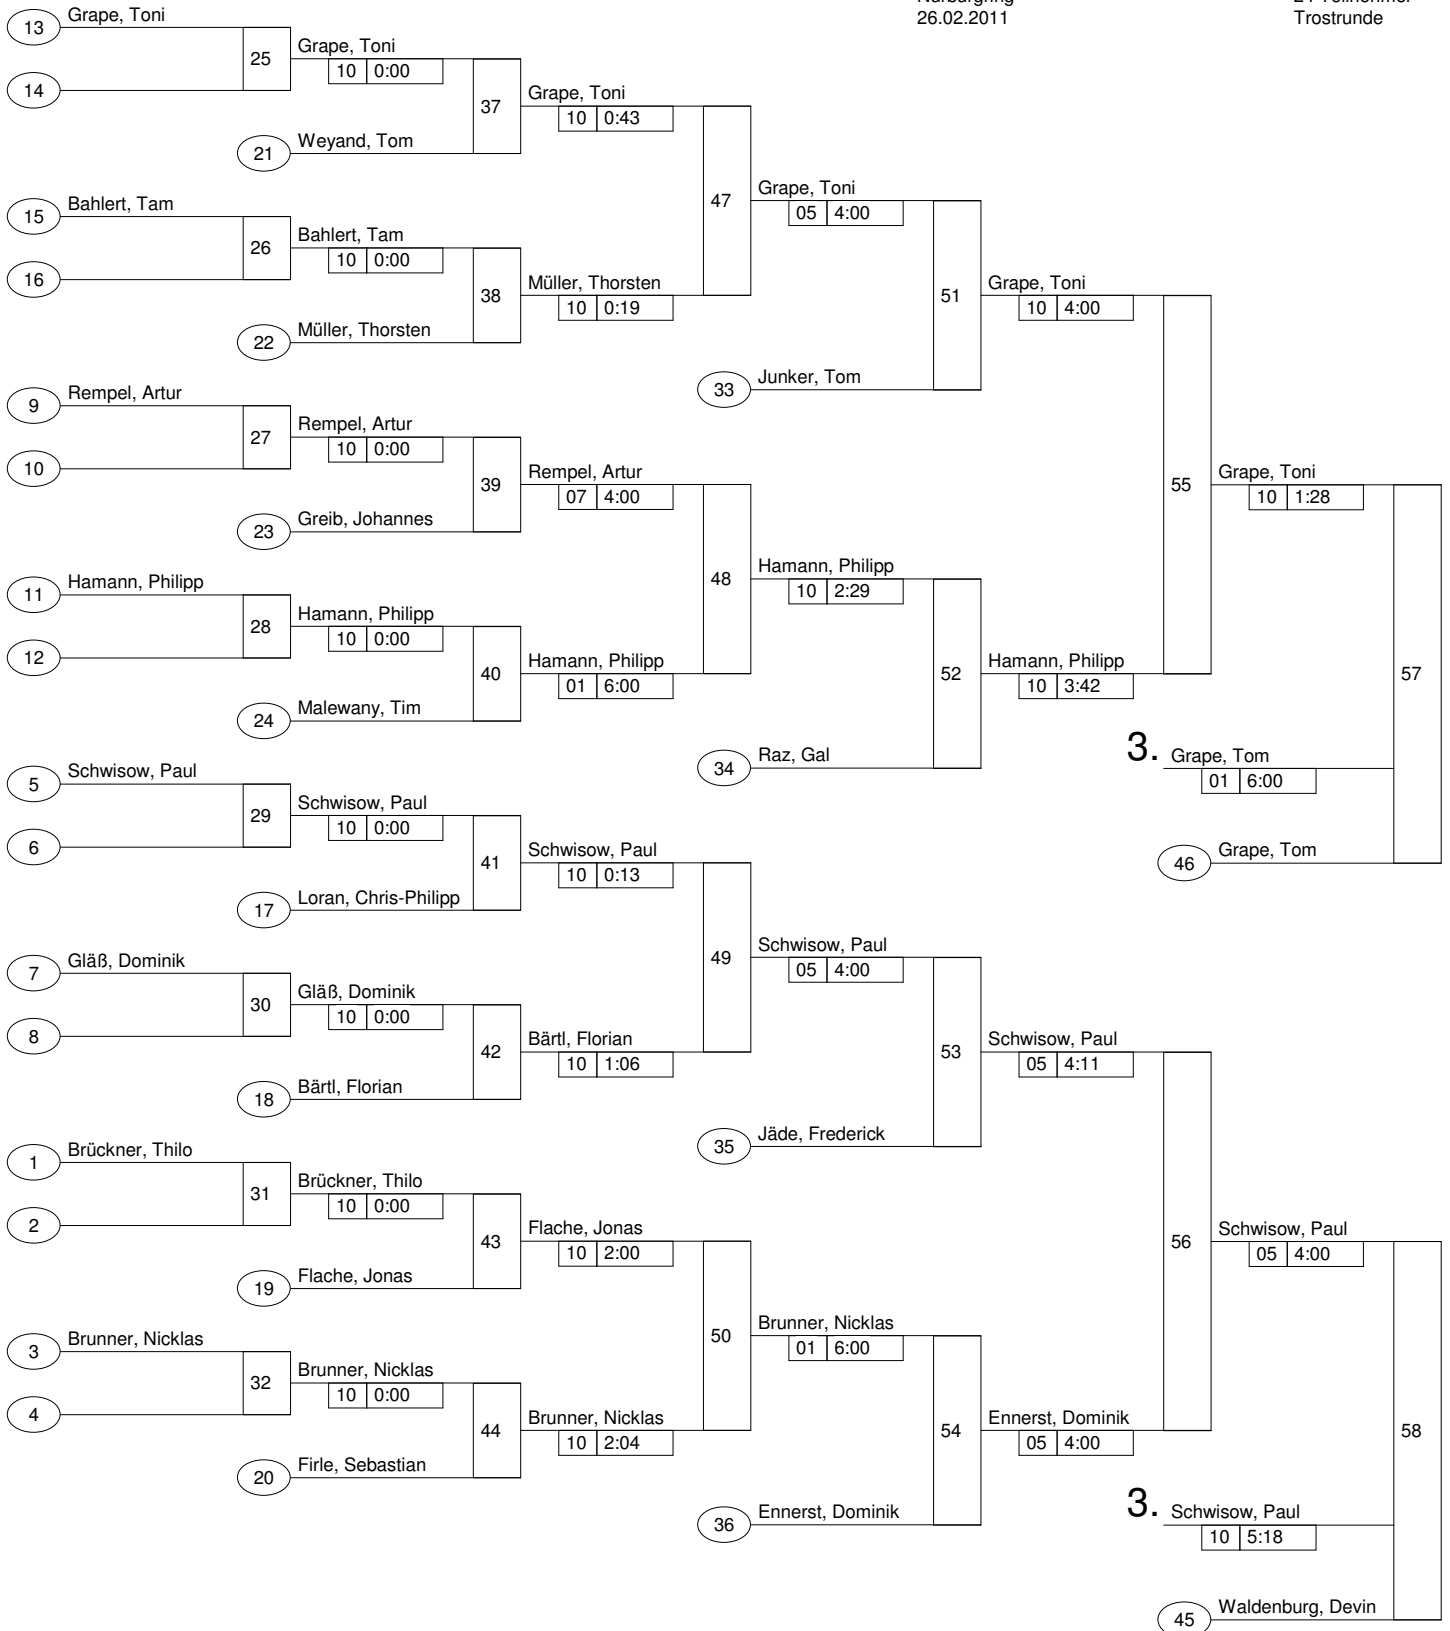 Nürburgring
26.02.2011
24 Teilnehmer
Trostrunde
13 Grape, Toni
14
25
Grape, Toni
10 0:00
21 Weyand, Tom
37
Grape, Toni
10 0:43
15 Bahlert, Tam
16
26
Bahlert, Tam
10 0:00
22 Müller, Thorsten
38
Müller, Thorsten
10 0:19
47
Grape, Toni
05 4:00
33 Junker, Tom
51
Grape, Toni
10 4:00
9 Rempel, Artur
10
27
Rempel, Artur
10 0:00
23 Greib, Johannes
39
Rempel, Artur
07 4:00
11 Hamann, Philipp
12
28
Hamann, Philipp
10 0:00
24 Malewany, Tim
40
Hamann, Philipp
01 6:00
48
Hamann, Philipp
10 2:29
34 Raz, Gal
52
Hamann, Philipp
10 3:42
55
Grape, Toni
10 1:28
57
3. Grape, Tom
01 6:00
46 Grape, Tom
5 Schwisow, Paul
6
29
Schwisow, Paul
10 0:00
17 Loran, Chris-Philipp
41
Schwisow, Paul
10 0:13
7 Gläß, Dominik
8
30
Gläß, Dominik
10 0:00
18 Bärtl, Florian
42
Bärtl, Florian
10 1:06
49
Schwisow, Paul
05 4:00
35 Jäde, Frederick
53
Schwisow, Paul
05 4:11
1 Brückner, Thilo
2
31
Brückner, Thilo
10 0:00
19 Flache, Jonas
43
Flache, Jonas
10 2:00
3 Brunner, Nicklas
4
32
Brunner, Nicklas
10 0:00
20 Firle, Sebastian
44
Brunner, Nicklas
10 2:04
50
Brunner, Nicklas
01 6:00
36 Ennerst, Dominik
54
Ennerst, Dominik
05 4:00
56
Schwisow, Paul
05 4:00
58
3. Schwisow, Paul
10 5:18
45 Waldenburg, Devin